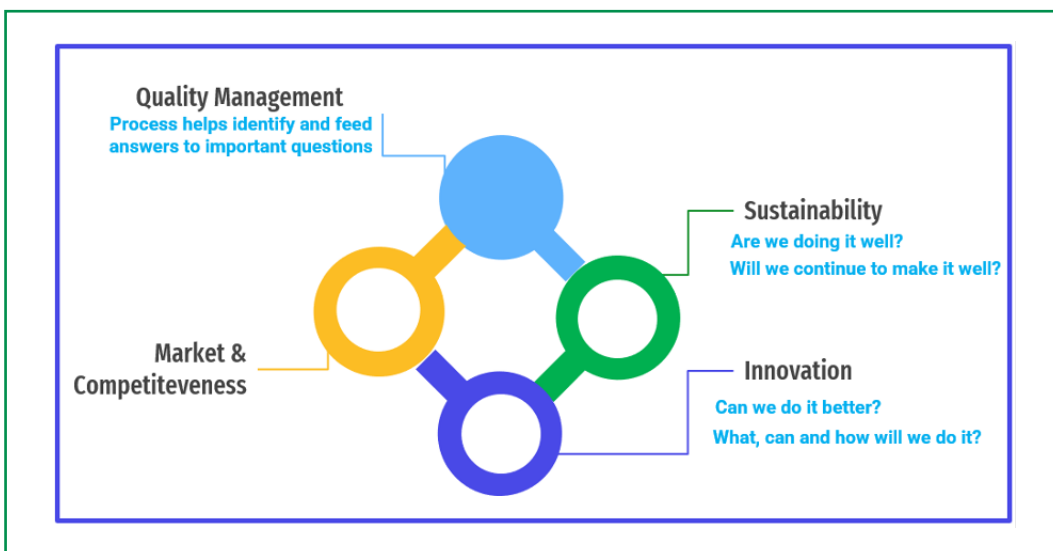 Quality Management
Process helps identify and feed
answers to important questions
Sustainability
Are we doing it well?
Will we continue to make it well?
Market &
Competiteveness
Innovation
Can we do it better?
What, can and how will we do it?